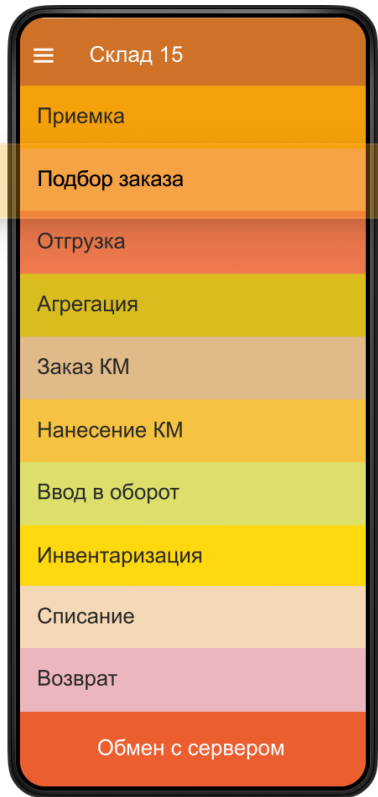 Склад 15
Приемка
Подбор заказа
Отгрузка
Агрегация
Заказ КМ
Нанесение КМ
Ввод в оборот
Инвентаризация
Списание
Возврат
Обмен с сервером